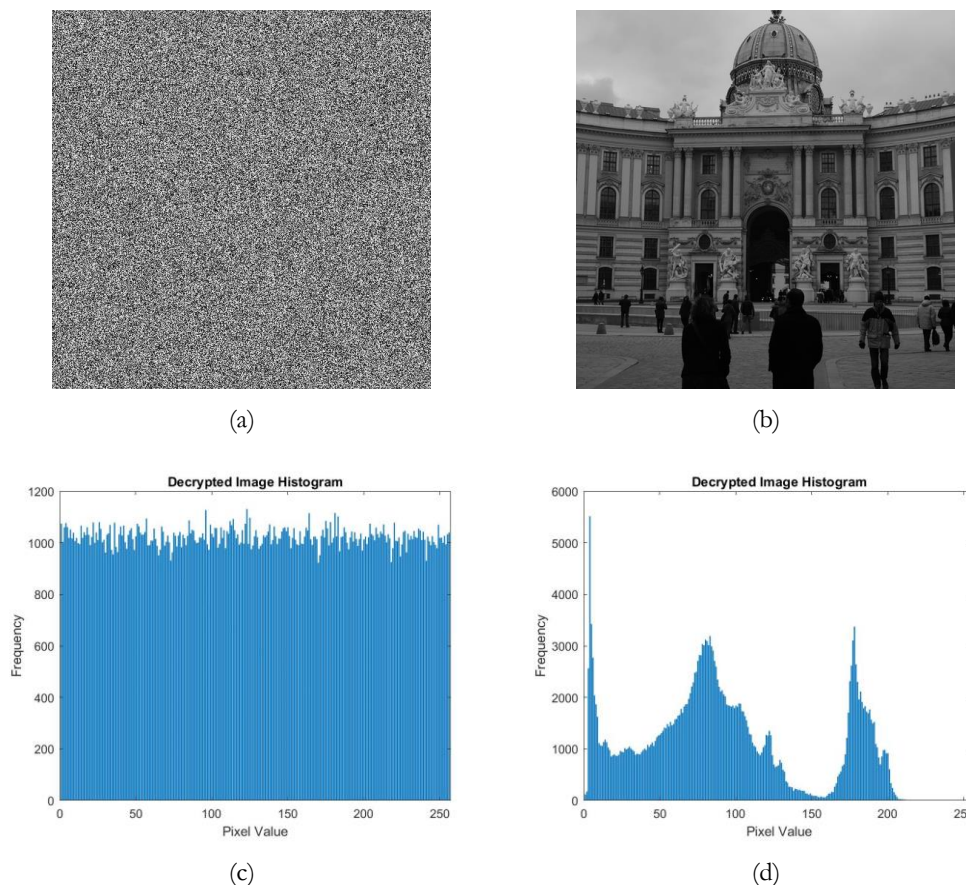 (a)
(b)
Decrypted Image Histogram
1200
1000
800
600
400
200
0
Frequency
0 50 100 150 200 250
Pixel Value
Decrypted Image Histogram
6000
5000
4000
3000
2000
1000
0
Frequency
0 50 100 150 200
Pixel Value
(c)
(d)